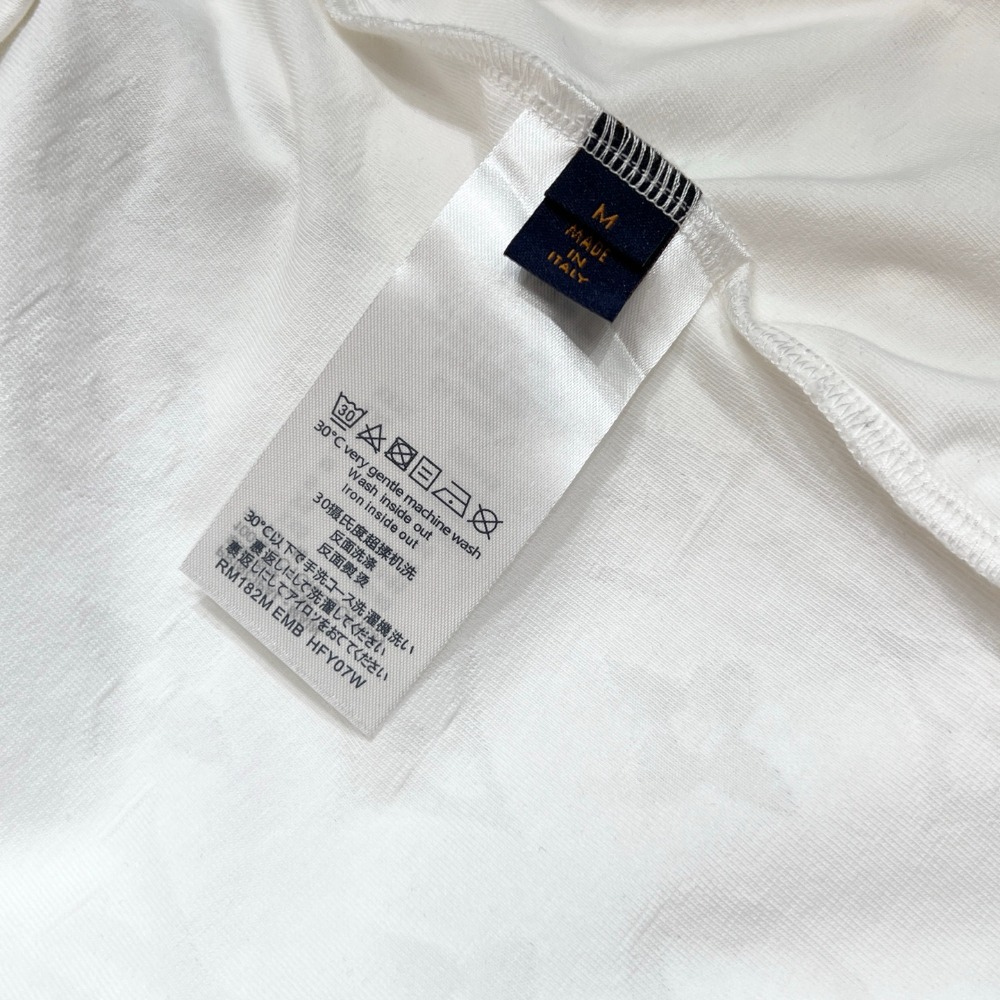 M
MADE
IN
ITALY
30
30°C very gentle machine wash
Wash inside out
Iron inside out
30攝氏度超揉机洗
反面洗涤
反面熨烫
30°C以下で手洗コース洗濯機洗い
裏返しにして洗濯してください
裏返しにしてアイロンをおててください
RM182M EMB HFY07W